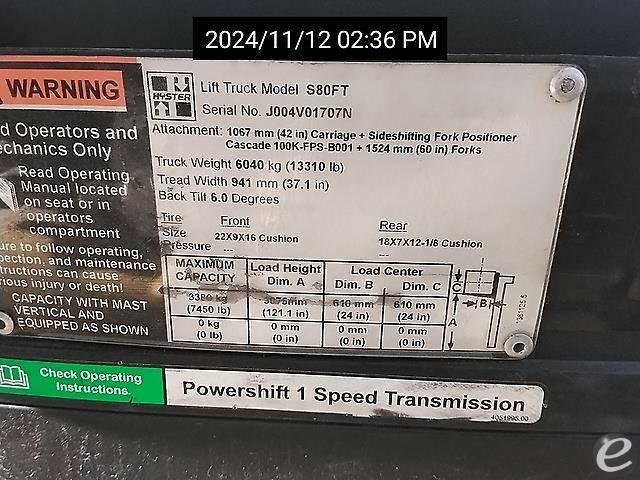 2024/11/12 02:36 PM
WARNING
d Operators and
echanics Only
Read Operating
Manual located
on seat or in
operators
compartment
ure to follow operating,
pection, and maintenance
tructions can cause
rious injury or death!
CAPACITY WITH MAST
VERTICAL AND
EQUIPPED AS SHOWN
HYSTER
Lift Truck Model S80FT
Serial No. J004V01707N
Attachment: 1067 mm (42 in) Carriage + Sideshifting Fork Positioner
Cascade 100K-FPS-B001 + 1524 mm (60 in) Forks
Truck Weight 6040 kg (13310 lb)
Tread Width 941 mm (37.1 in)
Back Tilt 6.0 Degrees
Tire Front Rear
Size 22X9X16 Cushion 18X7X12-1/8 Cushion
Pressure --- ---
MAXIMUM CAPACITY Load Height Dim. A Load Center Dim. B Dim. C
3380 kg 3075mm 610 mm 610 mm
(7450 lb) (121.1 in) (24 in) (24 in)
0 kg 0 mm 0 mm 0 mm
(0 lb) (0 in) (0 in) (0 in)
C B A
Check Operating
Instructions.
Powershift 1 Speed Transmission
4051995.00
e